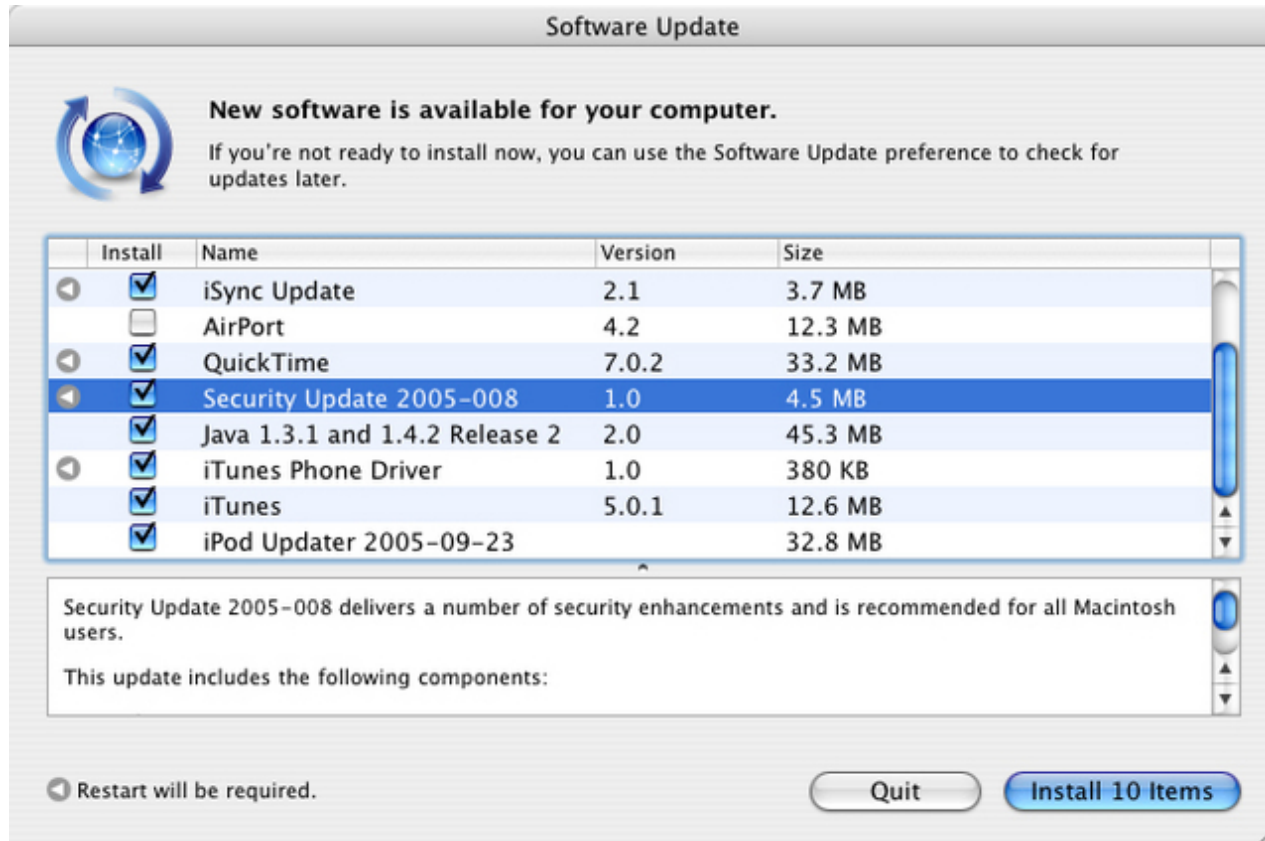 Software Update
New software is available for your computer.
If you're not ready to install now, you can use the Software Update preference to check for
updates later.
Install Name Version Size
iSync Update 2.1 3.7 MB
AirPort 4.2 12.3 MB
QuickTime 7.0.2 33.2 MB
Security Update 2005-008 1.0 4.5 MB
Java 1.3.1 and 1.4.2 Release 2 2.0 45.3 MB
iTunes Phone Driver 1.0 380 KB
iTunes 5.0.1 12.6 MB
iPod Updater 2005-09-23 32.8 MB
Security Update 2005-008 delivers a number of security enhancements and is recommended for all Macintosh
users.
This update includes the following components:
Restart will be required.
Quit
Install 10 Items